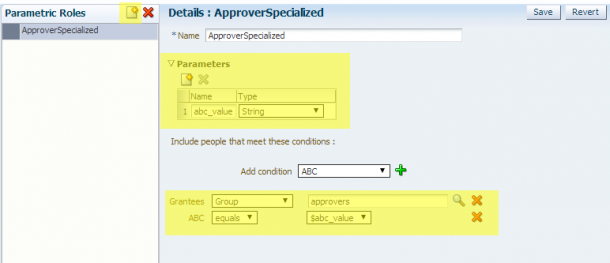 Parametric Roles
ApproverSpecialized
Details : ApproverSpecialized
Save
Revert
* Name ApproverSpecialized
Parameters
Name Type
1 abc_value String
Include people that meet these conditions :
Add condition ABC
Grantees Group approvers
ABC equals $abc_value